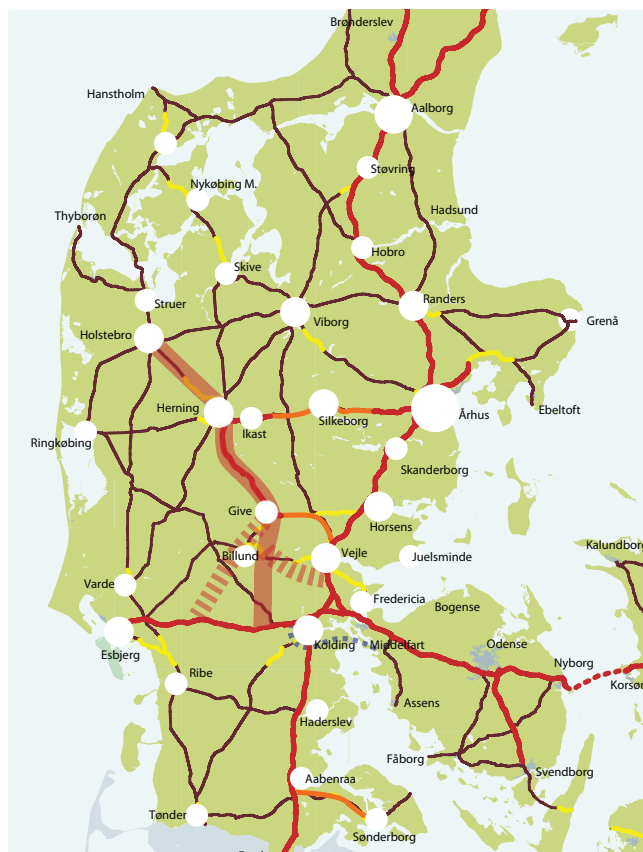 Brønderslev
Hanstholm
Aalborg
Støvring
Nykøbing M.
Thyborøn
Hadsund
Hobro
Skive
Struer
Randers
Viborg
Grenå
Holstebro
Herning
Ikast
Silkeborg
Århus
Ebeltoft
Ringkøbing
Skanderborg
Give
Horsens
Billund
Vejle
Juelsminde
Kalundborg
Varde
Fredericia
Bogense
Esbjerg
Kolding
Middelfart
Odense
Nyborg
Ribe
Korsør
Assens
Haderslev
Fåborg
Svendborg
Aabenraa
Tønder
Sønderborg